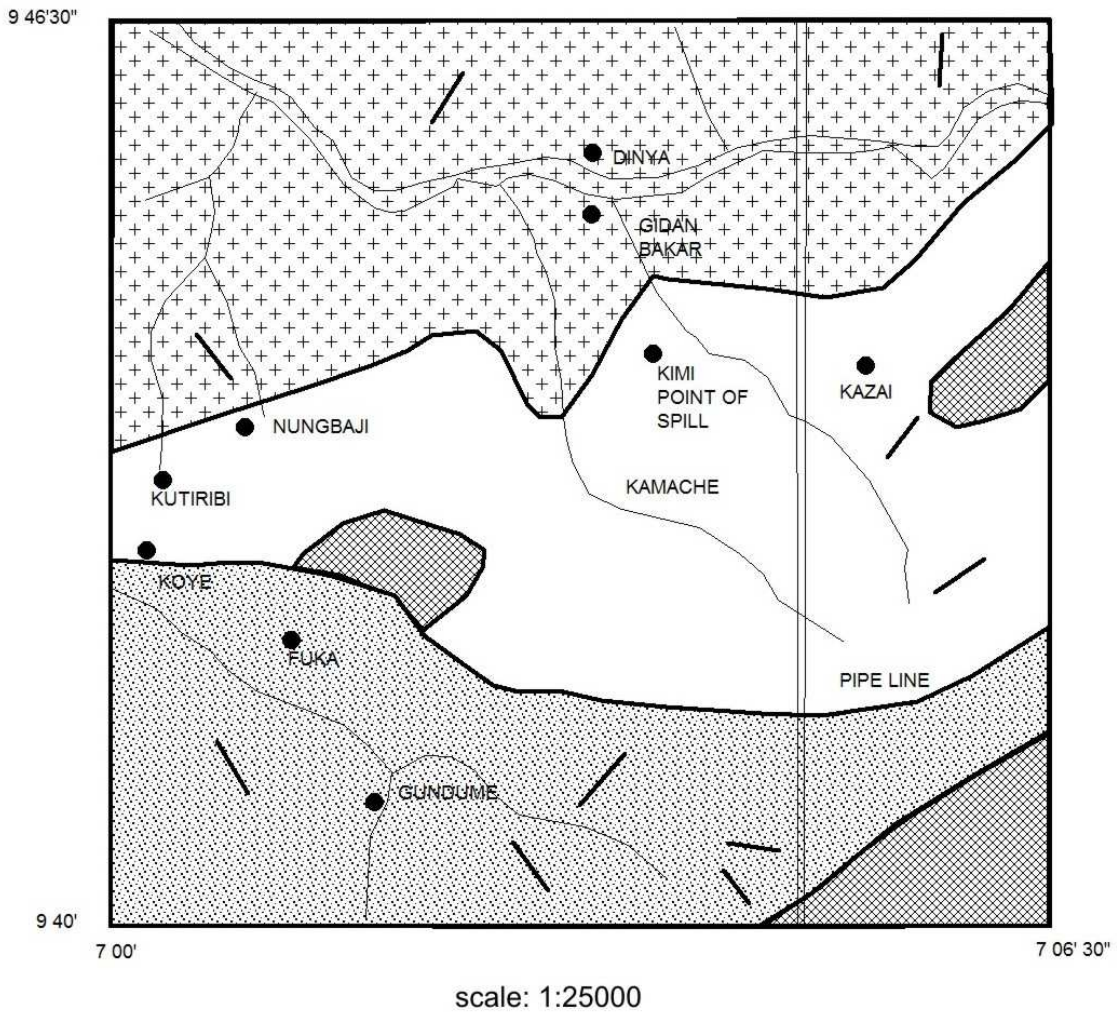 9 46'30"
DINYA
GIDAN
BAKAR
KIMI
POINT OF
SPILL
KAZAI
NUNGBAJI
KAMACHE
KUTIRIBI
KOYE
FUKA
PIPE LINE
GUNDUME
9 40'
7 00'
7 06' 30"
scale: 1:25000